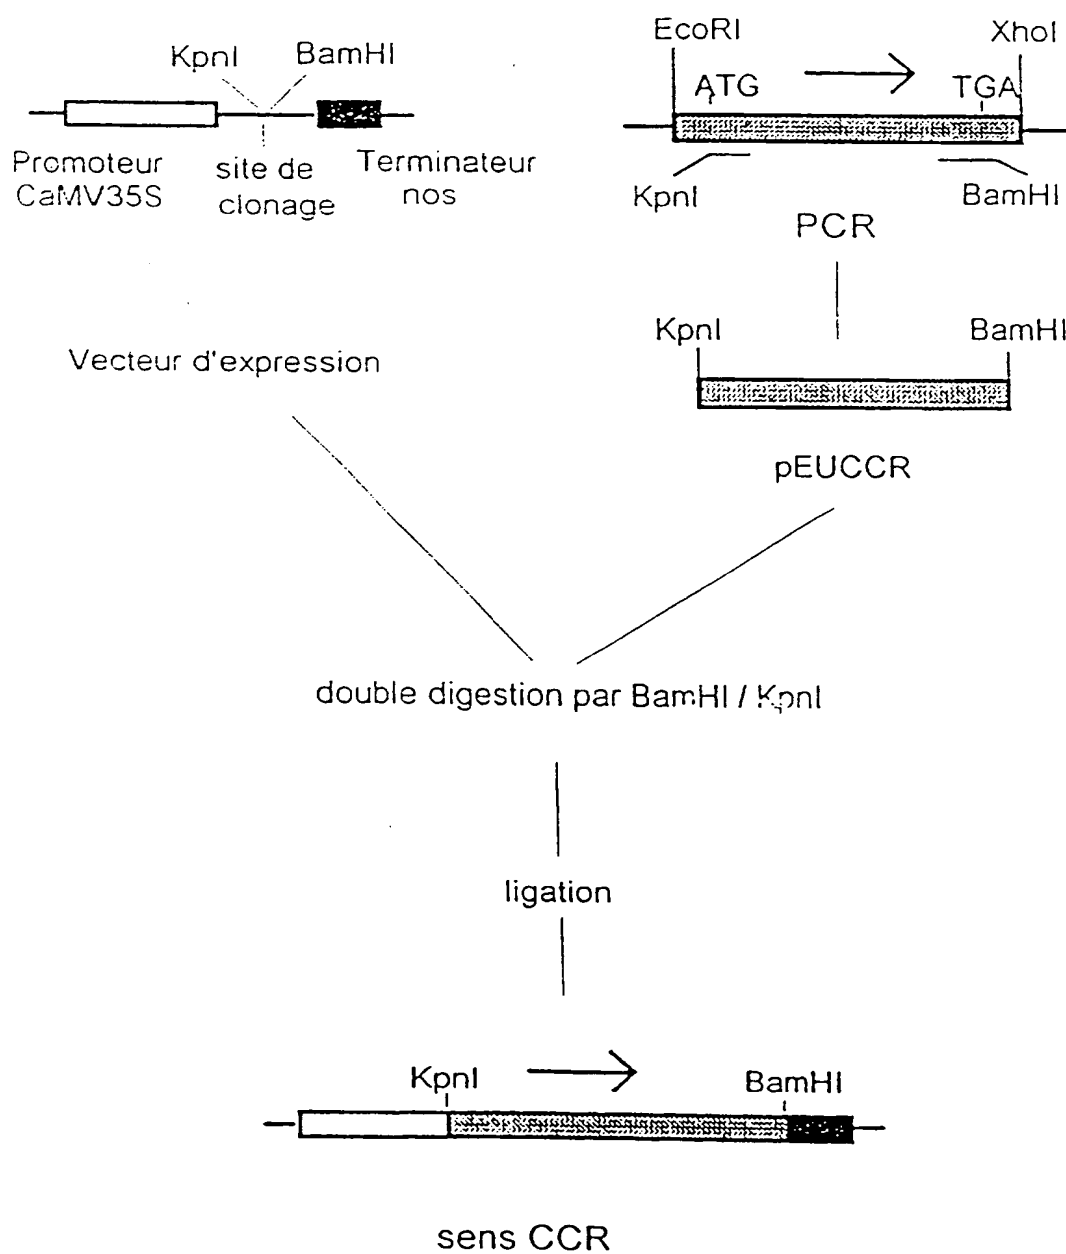 KpnI BamHI
Promoteur
CaMV35S
site de
clonage
Terminateur
nos
EcoRI XhoI
ATG TGA
KpnI BamHI
PCR
KpnI BamHI
Vecteur d'expression
pEUCCR
double digestion par BamHI / KpnI
ligation
KpnI BamHI
sens CCR